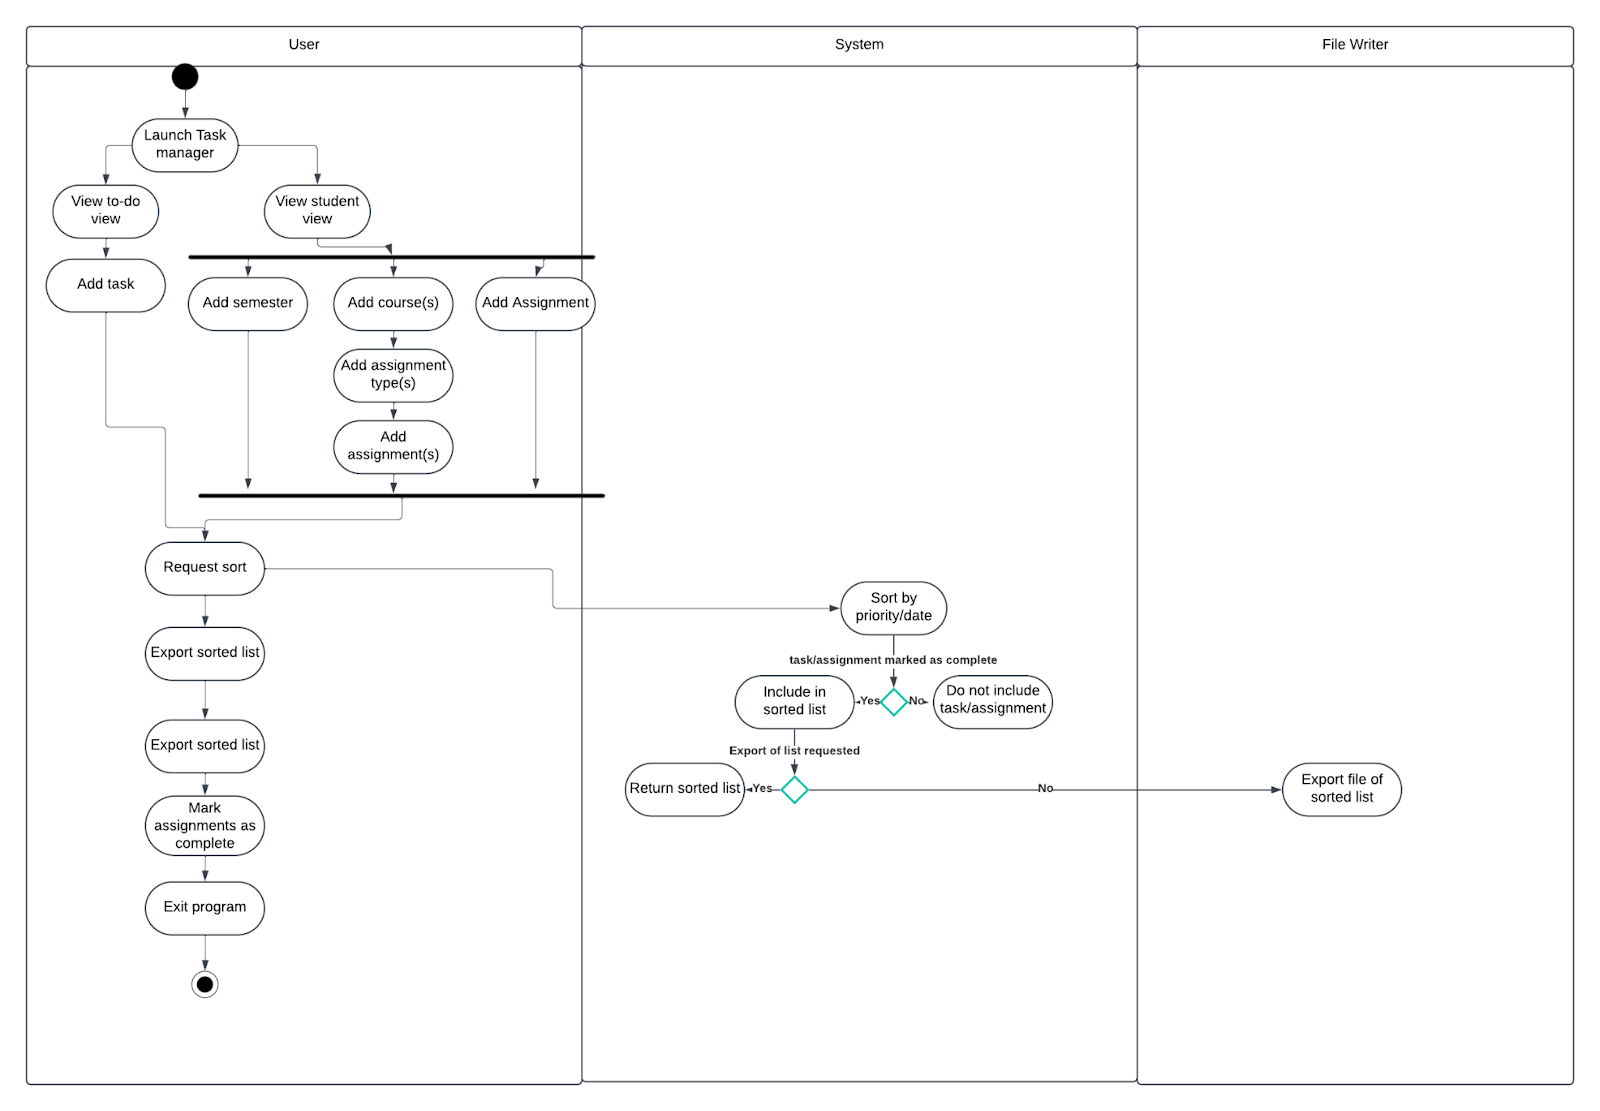 User
System
File Writer
Launch Task
manager
View to-do
view
View student
view
Add task
Add semester
Add course(s)
Add Assignment
Add assignment
type(s)
Add
assignment(s)
Request sort
Sort by
priority/date
Export sorted list
task/assignment marked as complete
Include in
sorted list
Yes
No
Do not include
task/assignment
Export sorted list
Export of list requested
Return sorted list
Yes
No
Export file of
sorted list
Mark
assignments as
complete
Exit program